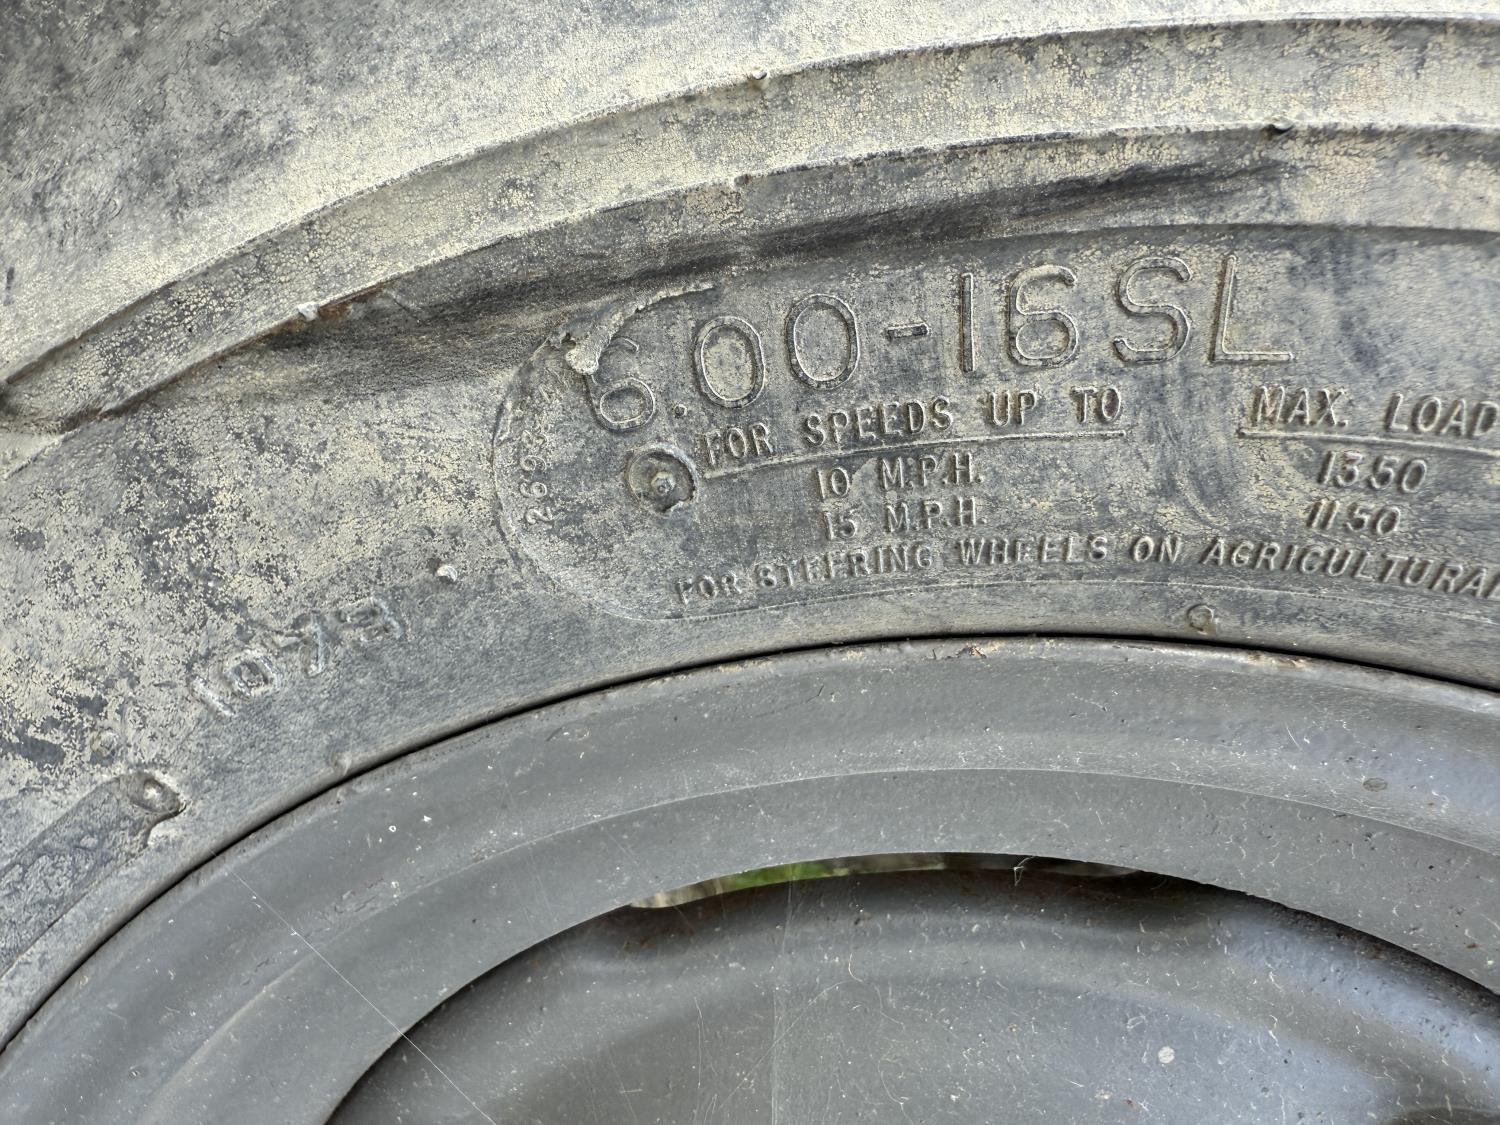 6.00-16SL
FOR SPEEDS UP TO MAX. LOAD
10 M.P.H. 1350
15 M.P.H. 1150
FOR STEERING WHEELS ON AGRICULTURAL
1073